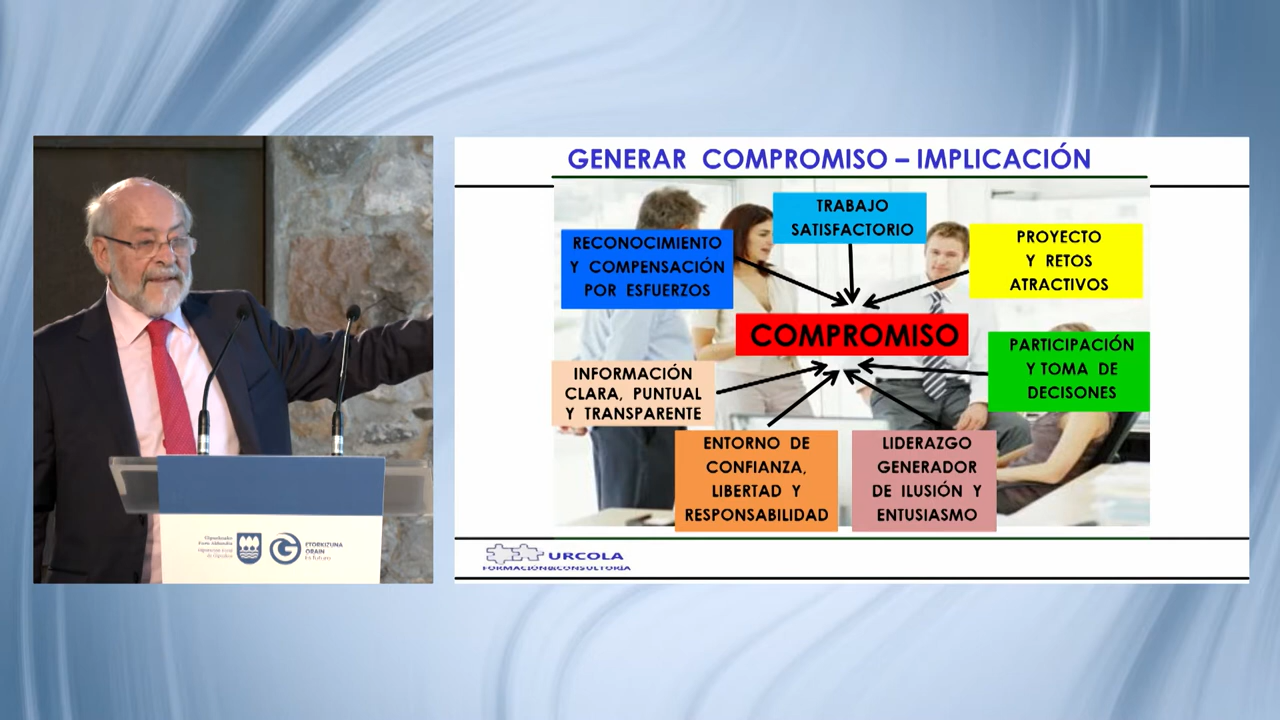 GENERAR COMPROMISO – IMPLICACIÓN
TRABAJO
SATISFACTORIO
RECONOCIMIENTO
Y COMPENSACIÓN
POR ESFUERZOS
PROYECTO
Y RETOS
ATRACTIVOS
COMPROMISO
PARTICIPACIÓN
Y TOMA DE
DECISONES
INFORMACIÓN
CLARA, PUNTUAL
Y TRANSPARENTE
ENTORNO DE
CONFIANZA,
LIBERTAD Y
RESPONSABILIDAD
LIDERAZGO
GENERADOR
DE ILUSIÓN Y
ENTUSIASMO
URCOLA
FORMACIÓN&CONSULTORÍA
ETORKIZUNA
ORAIN